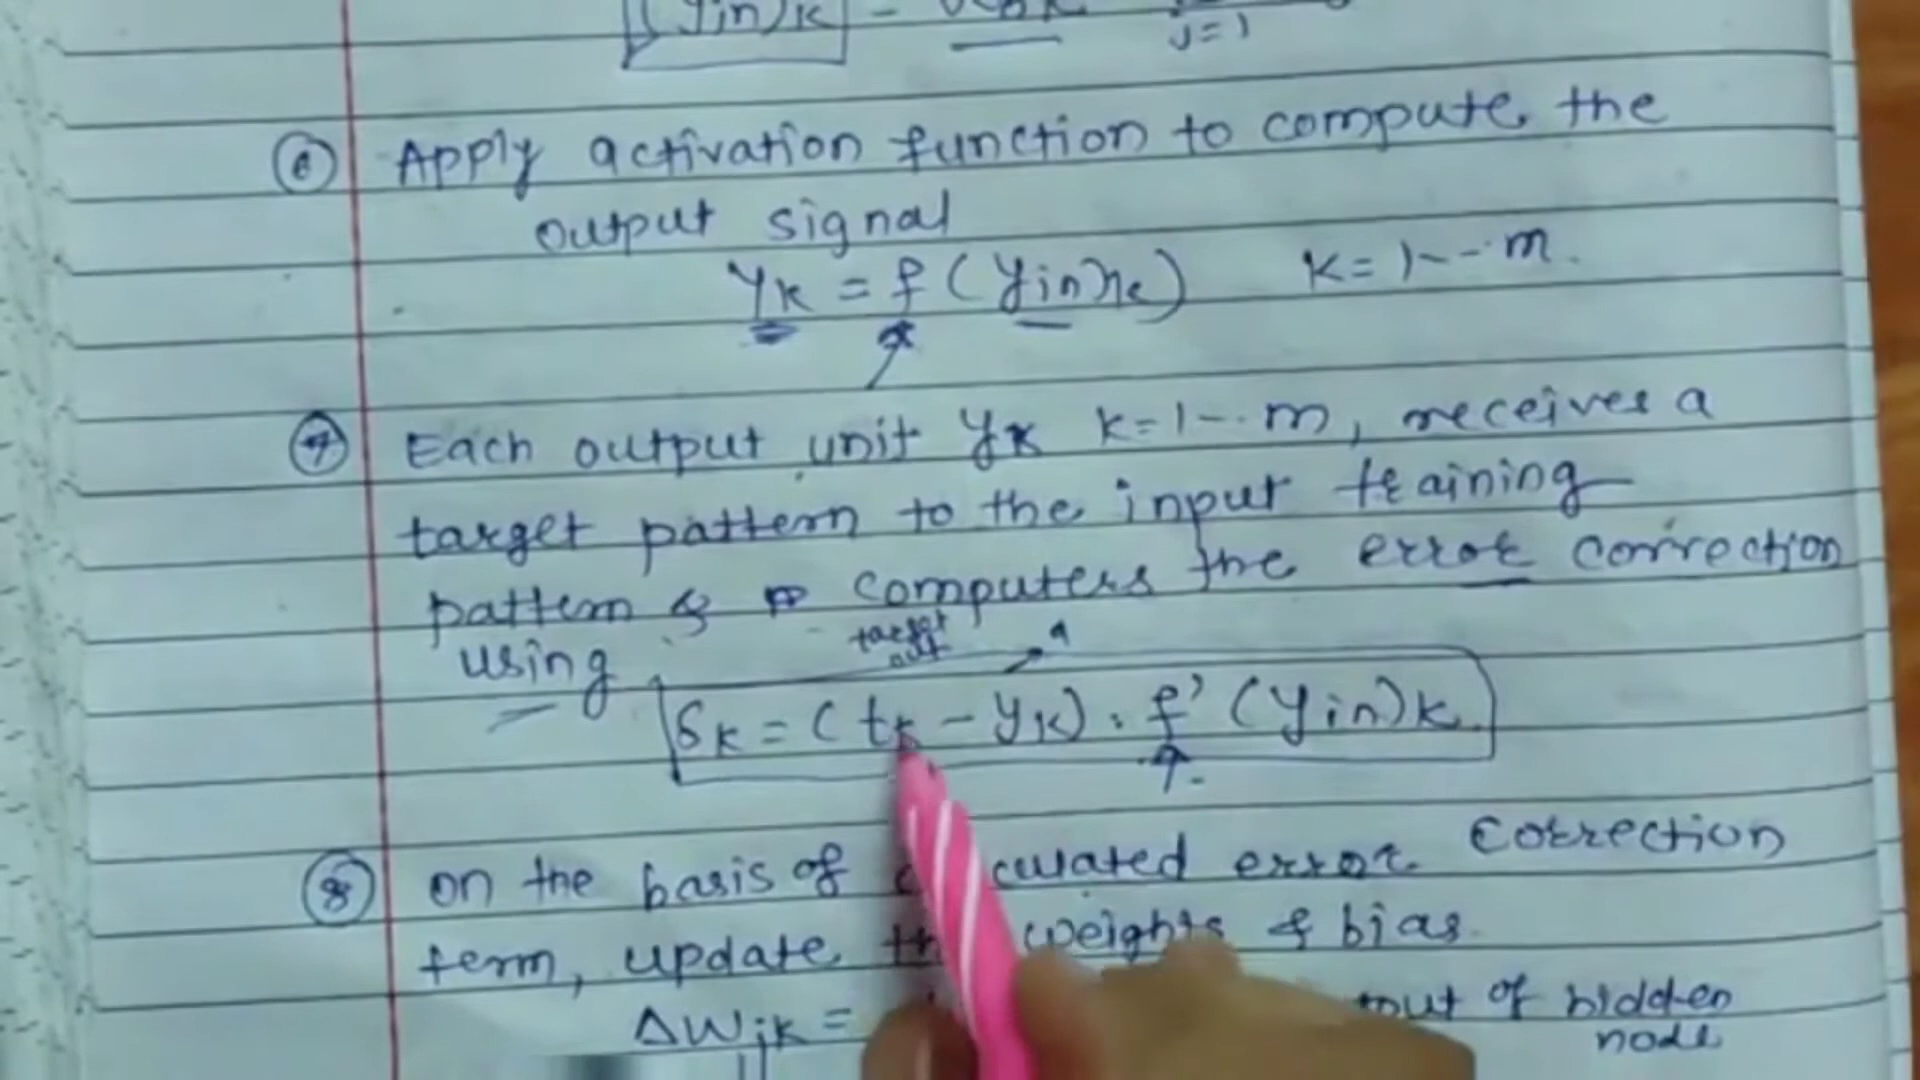 (yin)k =
j=1
⑥ Apply activation function to compute the
output signal
yk = f (yin)k) k=1--m.
⑦ Each output unit yk k=1-- m, receives a
target pattern to the input training
pattern & computers the error correction
using
target
out
δk = (tk - yk) . f' (yin)k
⑧ on the basis of culated error correction
term, update weights & bias
ΔWjk = of hidden
node